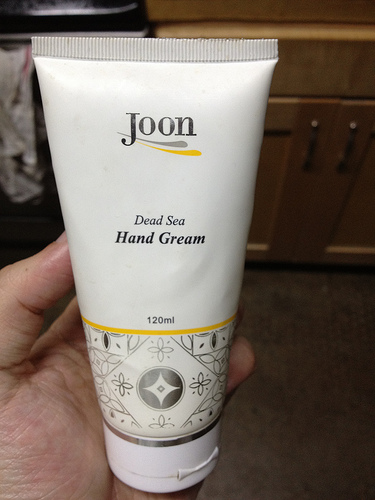 Joon
Dead Sea
Hand Gream
120ml